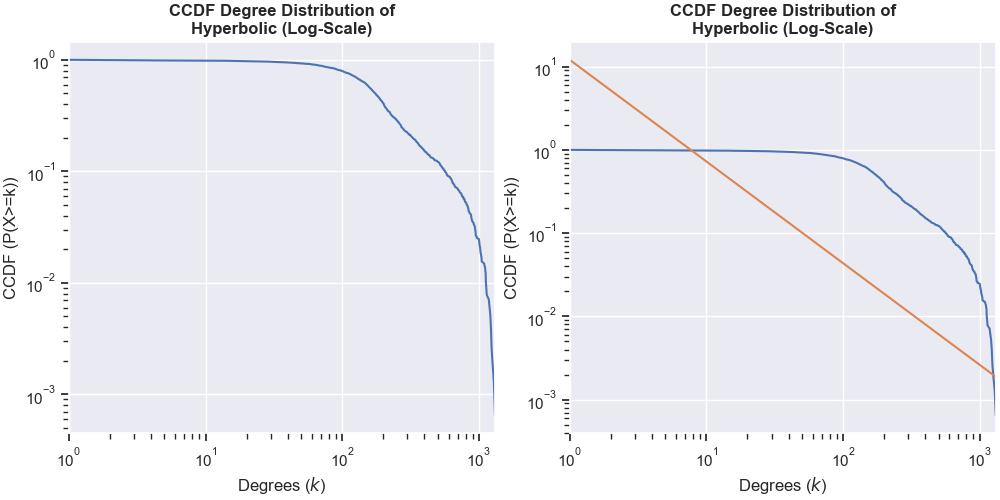 CCDF Degree Distribution of
Hyperbolic (Log-Scale)
CCDF (P(X>=k))
10^0
10^-1
10^-2
10^-3
10^0 10^1 10^2 10^3
Degrees (k)
CCDF Degree Distribution of
Hyperbolic (Log-Scale)
CCDF (P(X>=k))
10^1
10^0
10^-1
10^-2
10^-3
10^0 10^1 10^2 10^3
Degrees (k)